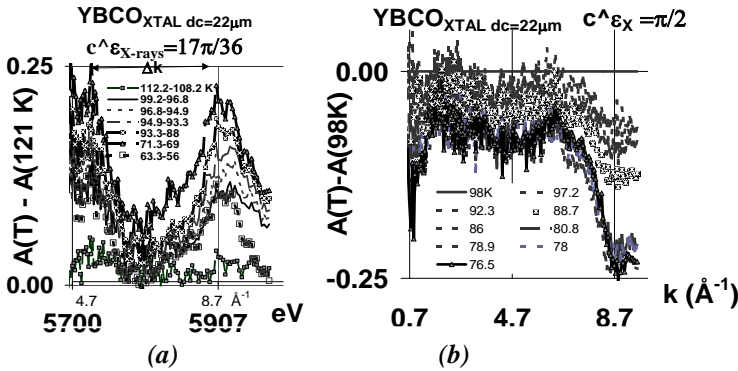 YBCO XTAL dc=22μm
c^ε X-rays =17π/36
Δk
0.25
112.2-108.2 K
99.2-96.8
96.8-94.9
94.9-93.3
93.3-88
71.3-69
63.3-56
A(T) - A(121 K)
0.00
4.7
8.7 Å-1
5700
5907
eV
(a)
YBCO XTAL dc=22μm
c^ε X =π/2
0.00
A(T)-A(98K)
98K
97.2
92.3
88.7
86
80.8
78.9
78
76.5
-0.25
0.7
4.7
8.7
k (Å-1)
(b)